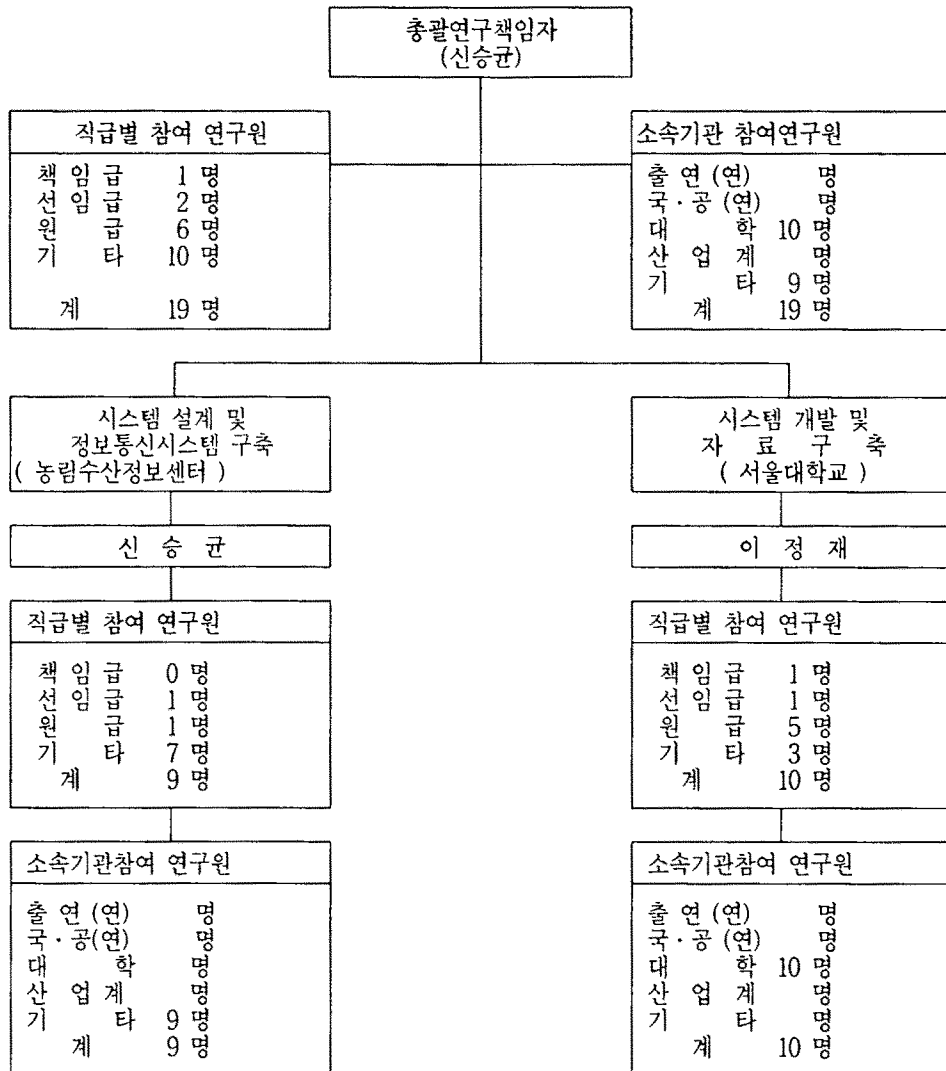 총괄연구책임자
(신승균)
직급별 참여 연구원
책 임 급 1 명
선 임 급 2 명
원 급 6 명
기 타 10 명
계 19 명
소속기관 참여연구원
출 연 (연) 명
국·공 (연) 명
대 학 10 명
산 업 계 명
기 타 9 명
계 19 명
시스템 설계 및
정보통신시스템 구축
( 농림수산정보센터 )
신 승 균
직급별 참여 연구원
책 임 급 0 명
선 임 급 1 명
원 급 1 명
기 타 7 명
계 9 명
소속기관참여 연구원
출 연 (연) 명
국·공(연) 명
대 학 명
산 업 계 명
기 타 9 명
계 9 명
시스템 개발 및
자 료 구 축
( 서울대학교 )
이 정 재
직급별 참여 연구원
책 임 급 1 명
선 임 급 1 명
원 급 5 명
기 타 3 명
계 10 명
소속기관참여 연구원
출 연 (연) 명
국·공 (연) 명
대 학 10 명
산 업 계 명
기 타 명
계 10 명